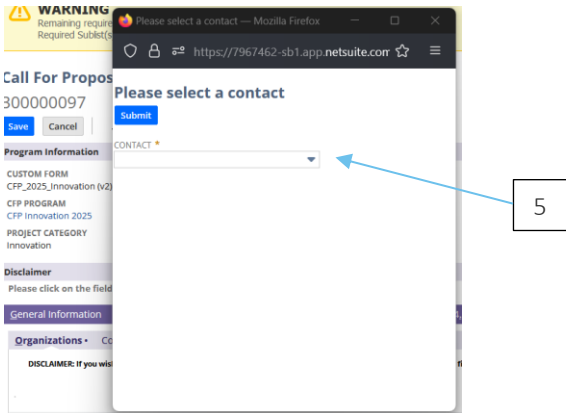 WARNING
Remaining require
Required Sublist(s
Please select a contact — Mozilla Firefox
https://7967462-sb1.app.netsuite.com
Call For Propos
300000097
Save Cancel
Please select a contact
Submit
CONTACT *
Program Information
CUSTOM FORM
CFP_2025_Innovation (v2)
CFP PROGRAM
CFP Innovation 2025
PROJECT CATEGORY
Innovation
5
Disclaimer
Please click on the field
General Information
Organizations • Co
DISCLAIMER: If you wis